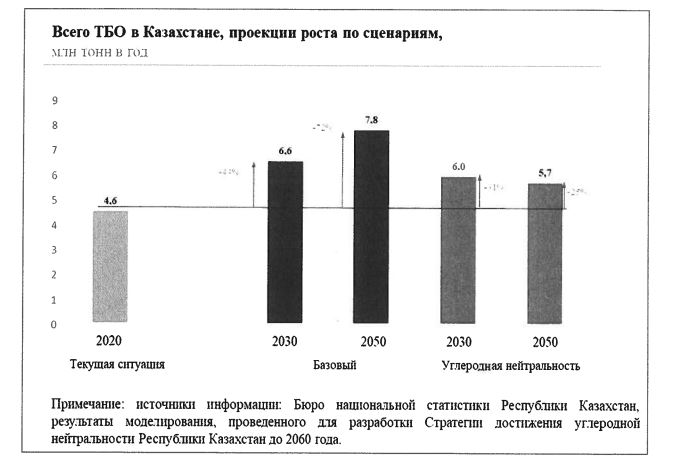 Всего ТБО в Казахстане, проекции роста по сценариям,
МЛН ТОНН В ГОД
9
8
7
6
5
4
3
2
1
0
4.6
6.6
7.8
6.0
5.7
2020
2030
2050
2030
2050
Текущая ситуация
Базовый
Углеродная нейтральность
Примечание: источники информации: Бюро национальной статистики Республики Казахстан,
результаты моделирования, проведенного для разработки Стратегии достижения углеродной
нейтральности Республики Казахстан до 2060 года.